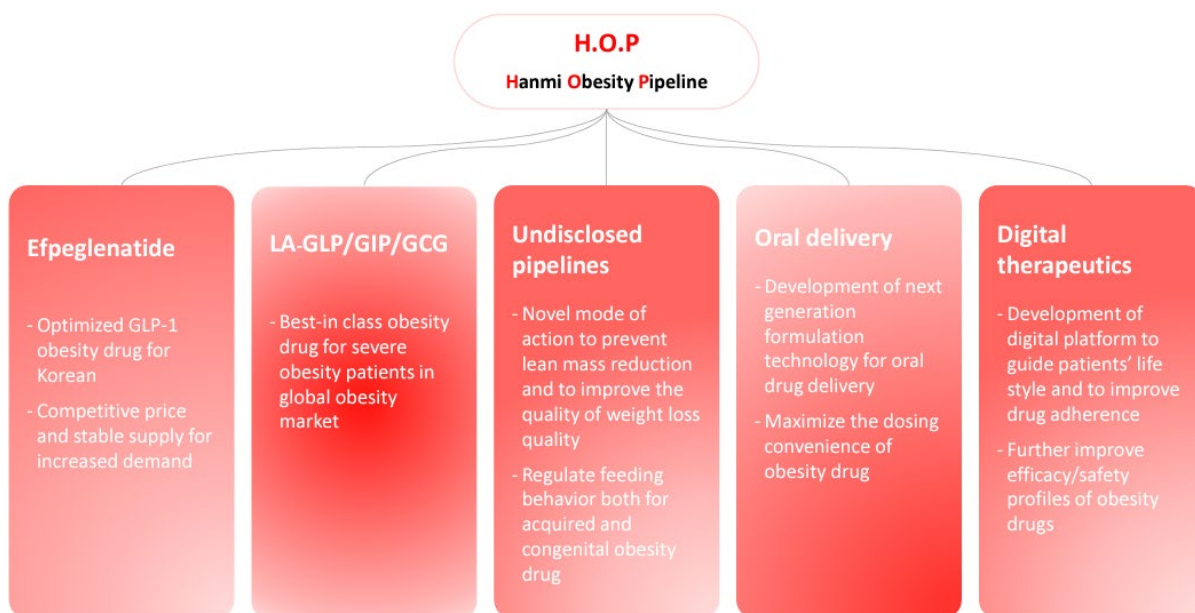 H.O.P
Hanmi Obesity Pipeline
Efpeglenatide
- Optimized GLP-1
obesity drug for
Korean
- Competitive price
and stable supply for
increased demand
LA-GLP/GIP/GCG
- Best-in class obesity
drug for severe
obesity patients in
global obesity
market
Undisclosed
pipelines
- Novel mode of
action to prevent
lean mass reduction
and to improve the
quality of weight loss
quality
- Regulate feeding
behavior both for
acquired and
congenital obesity
drug
Oral delivery
- Development of next
generation
formulation
technology for oral
drug delivery
- Maximize the dosing
convenience of
obesity drug
Digital
therapeutics
- Development of
digital platform to
guide patients’ life
style and to improve
drug adherence
- Further improve
efficacy/safety
profiles of obesity
drugs